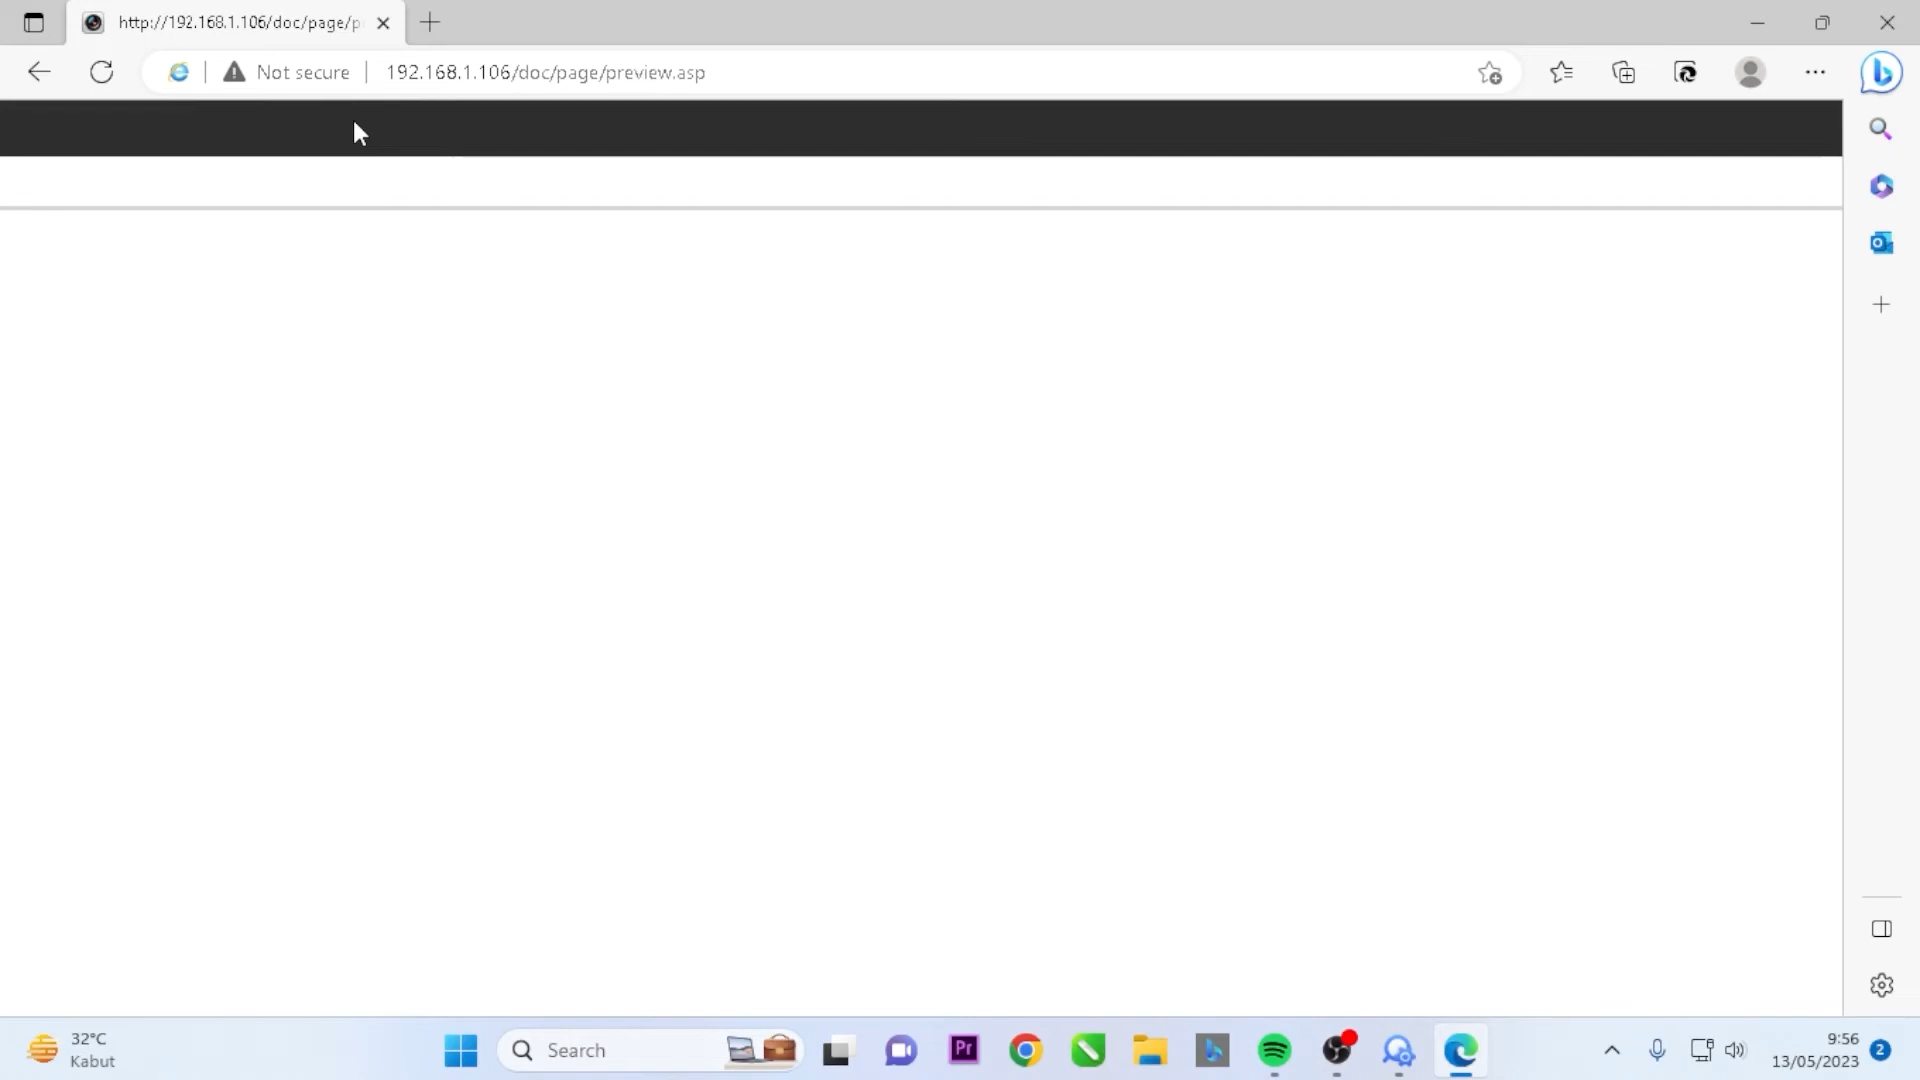 http://192.168.1.106/doc/page/p
Not secure
192.168.1.106/doc/page/preview.asp
32°C
Kabut
Search
Pr
9:56
13/05/2023
2